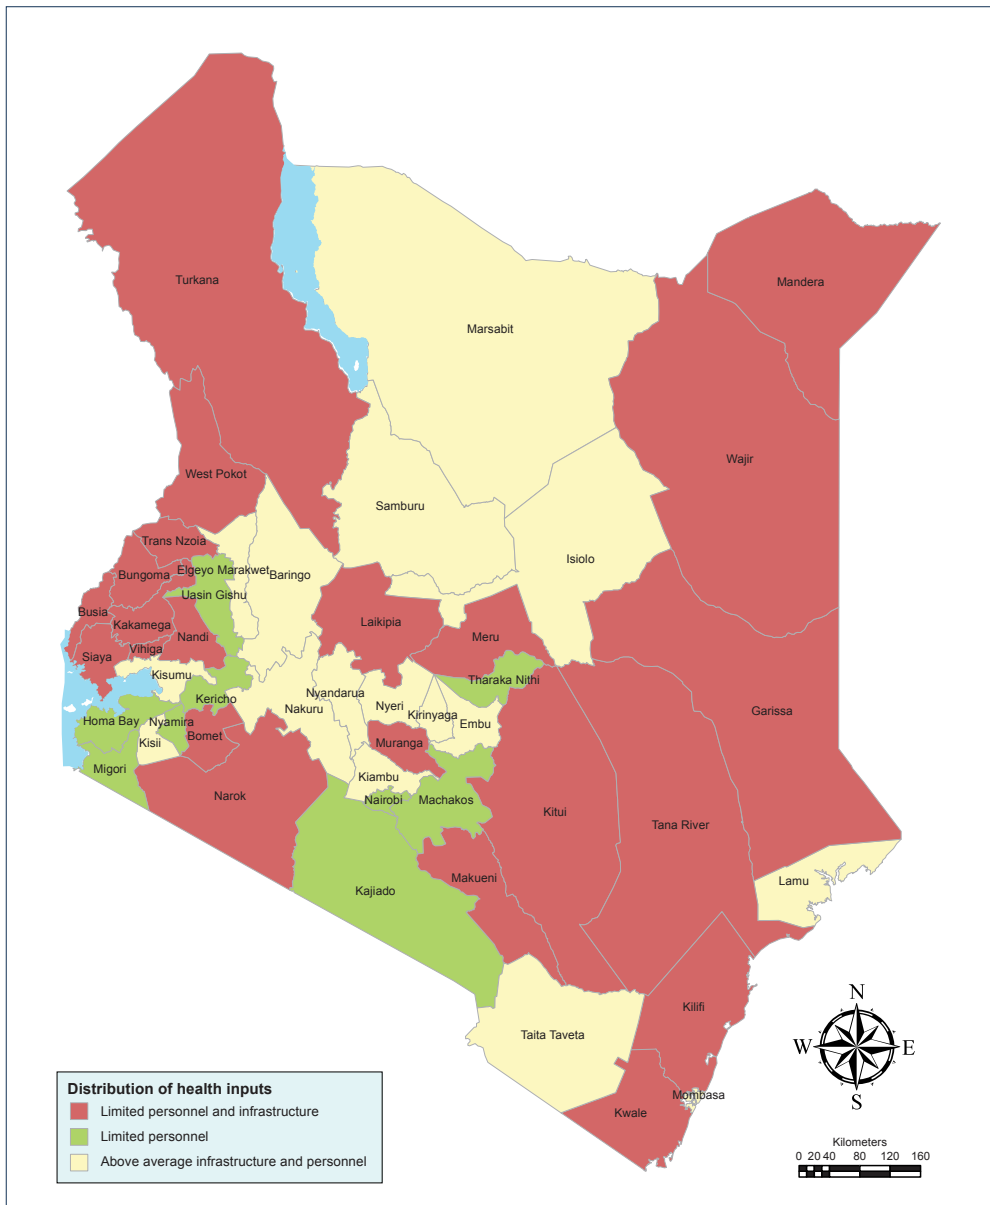 Turkana
Mandera
Marsabit
Wajir
West Pokot
Samburu
Trans Nzoia
Isiolo
Elgeyo Marakwet
Bungoma
Baringo
Uasin Gishu
Busia
Kakamega
Laikipia
Nandi
Meru
Vihiga
Siaya
Kisumu
Tharaka Nithi
Kericho
Nyandarua
Nyeri
Garissa
Nakuru
Kirinyaga
Homa Bay
Nyamira
Embu
Bomet
Kisii
Muranga
Migori
Kiambu
Narok
Nairobi
Machakos
Kitui
Tana River
Makueni
Lamu
Kajiado
Kilifi
Taita Taveta
Mombasa
Kwale
N
W E
S
Distribution of health inputs
Limited personnel and infrastructure
Limited personnel
Above average infrastructure and personnel
Kilometers
0 20 40 80 120 160